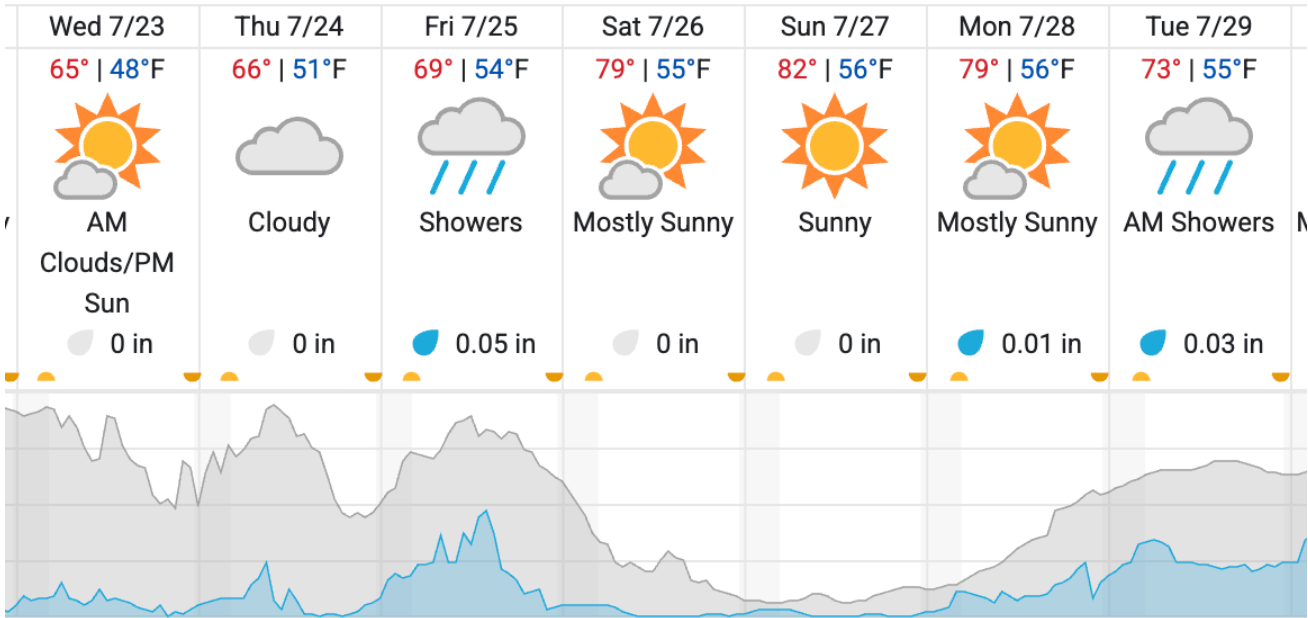 Wed 7/23
65° | 48°F
AM
Clouds/PM
Sun
0 in
Thu 7/24
66° | 51°F
Cloudy
0 in
Fri 7/25
69° | 54°F
Showers
0.05 in
Sat 7/26
79° | 55°F
Mostly Sunny
0 in
Sun 7/27
82° | 56°F
Sunny
0 in
Mon 7/28
79° | 56°F
Mostly Sunny
0.01 in
Tue 7/29
73° | 55°F
AM Showers
0.03 in